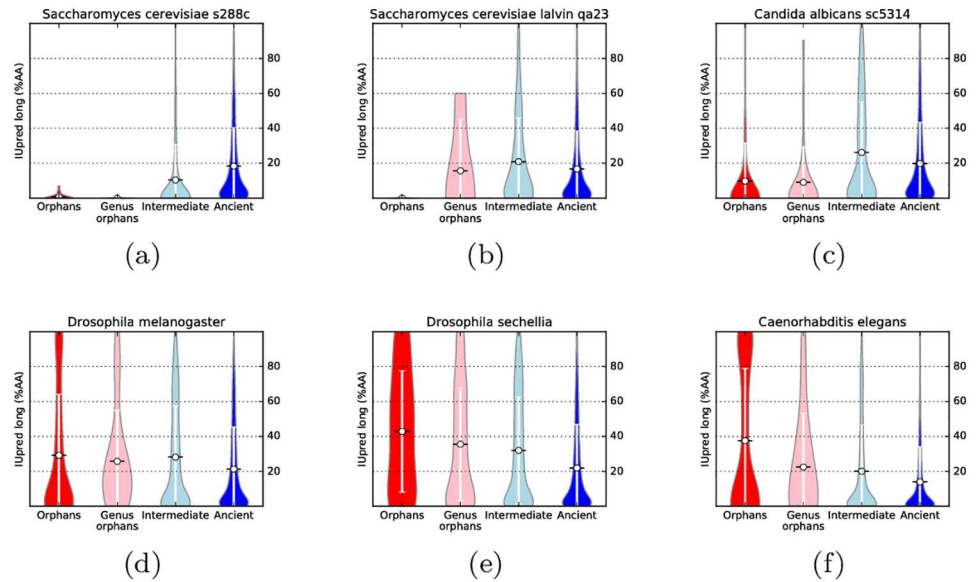 Saccharomyces cerevisiae s288c
IUpred long (%AA)
80
60
40
20
Orphans
Genus
orphans
Intermediate
Ancient
(a)
Saccharomyces cerevisiae lalvin qa23
IUpred long (%AA)
80
60
40
20
Orphans
Genus
orphans
Intermediate
Ancient
(b)
Candida albicans sc5314
IUpred long (%AA)
80
60
40
20
Orphans
Genus
orphans
Intermediate
Ancient
(c)
Drosophila melanogaster
IUpred long (%AA)
80
60
40
20
Orphans
Genus
orphans
Intermediate
Ancient
(d)
Drosophila sechellia
IUpred long (%AA)
80
60
40
20
Orphans
Genus
orphans
Intermediate
Ancient
(e)
Caenorhabditis elegans
IUpred long (%AA)
80
60
40
20
Orphans
Genus
orphans
Intermediate
Ancient
(f)